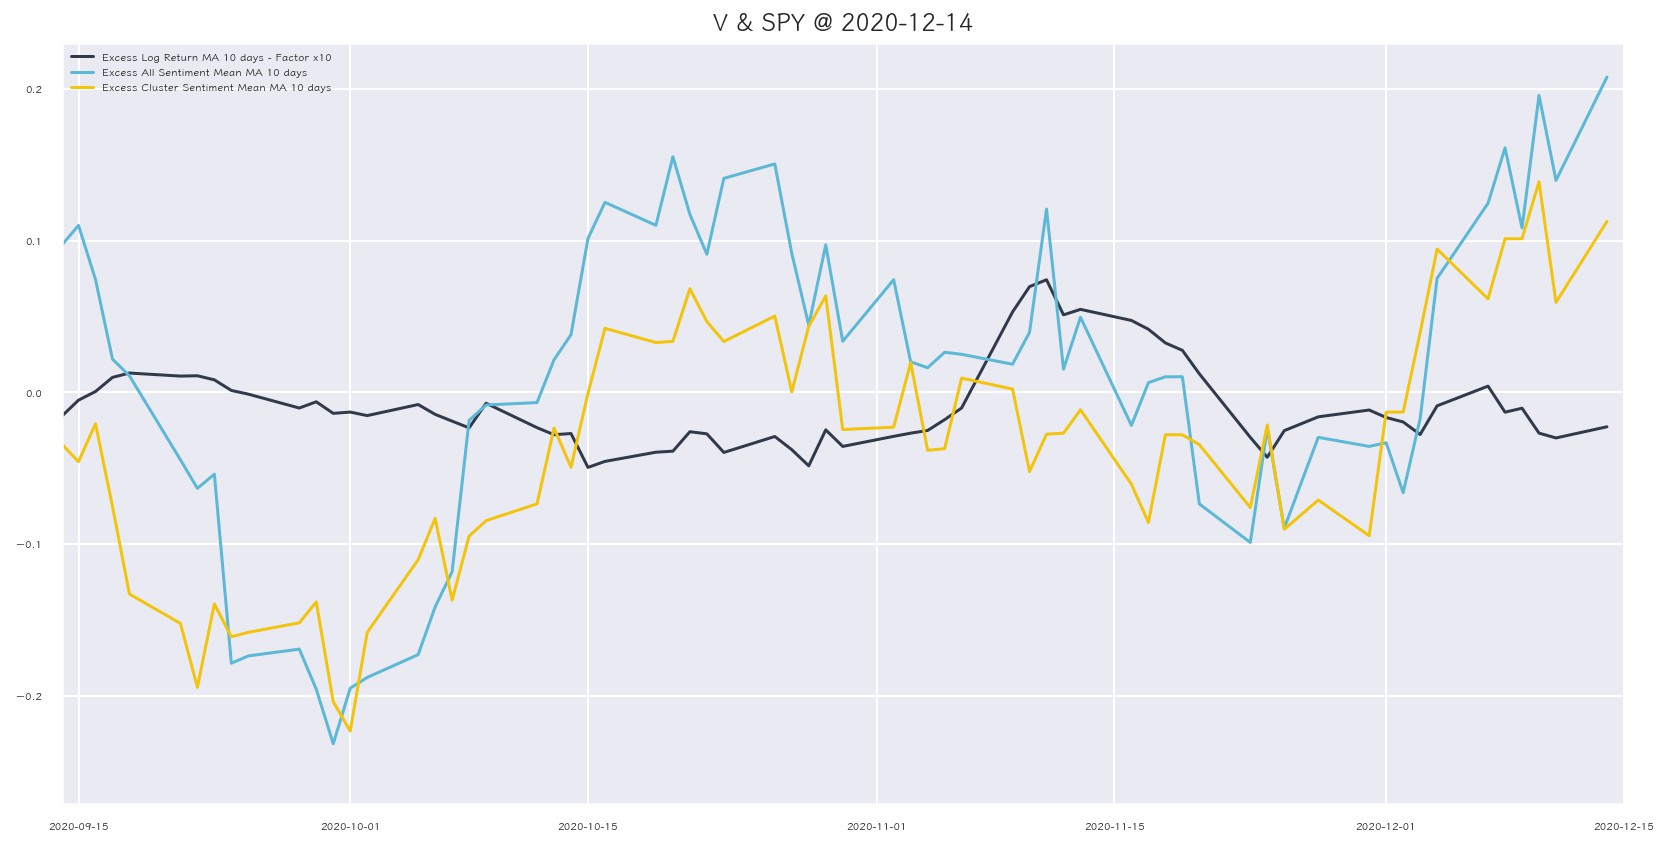 V & SPY @ 2020-12-14
Excess Log Return MA 10 days - Factor x10
Excess All Sentiment Mean MA 10 days
Excess Cluster Sentiment Mean MA 10 days
0.2
0.1
0.0
−0.1
−0.2
2020-09-15 2020-10-01 2020-10-15 2020-11-01 2020-11-15 2020-12-01 2020-12-15